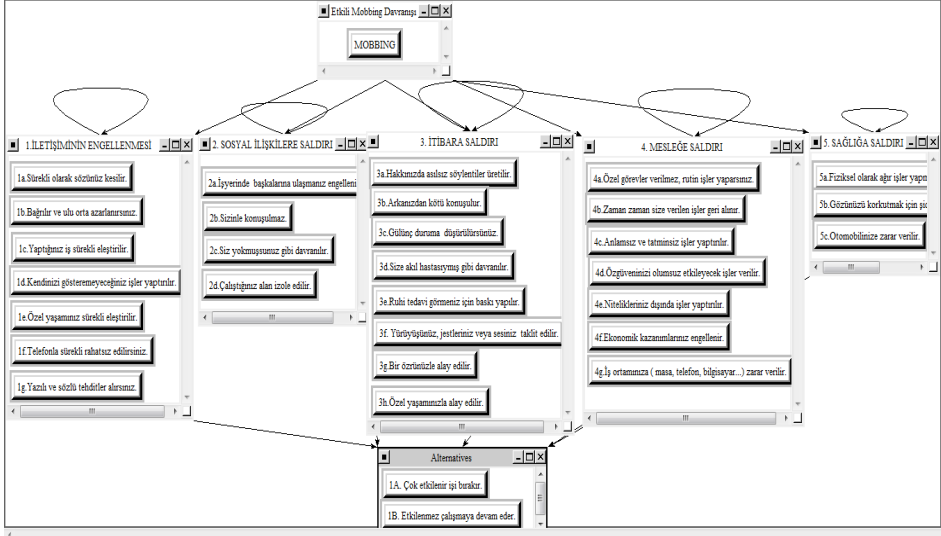 Etkili Mobbing Davranışı
MOBBING
1.İLETİŞİMİNİN ENGELLENMESİ
1a.Sürekli olarak sözünüz kesilir.
1b.Bağrılır ve ulu orta azarlanırsınız.
1c.Yaptığınız iş sürekli eleştirilir.
1d.Kendinizi gösteremeyeceğiniz işler yaptırılır.
1e.Özel yaşamınız sürekli eleştirilir.
1f.Telefonla sürekli rahatsız edilirsiniz.
1g.Yazılı ve sözlü tehditler alırsınız.
2. SOSYAL İLİŞKİLERE SALDIRI
2a.İşyerinde başkalarına ulaşmanız engelleni
2b.Sizinle konuşulmaz.
2c.Siz yokmuşsunuz gibi davranılır.
2d.Çalıştığınız alan izole edilir.
3. İTİBARA SALDIRI
3a.Hakkınızda asılsız söylentiler üretilir.
3b.Arkanızdan kötü konuşulur.
3c.Gülünç duruma düşürülürsünüz.
3d.Size akıl hastasıymış gibi davranılır.
3e.Ruhi tedavi görmeniz için baskı yapılır.
3f. Yürüyüşünüz, jestleriniz veya sesiniz taklit edilir.
3g.Bir özrünüzle alay edilir.
3h.Özel yaşamınızla alay edilir.
4. MESLEĞE SALDIRI
4a.Özel görevler verilmez, rutin işler yaparsınız.
4b.Zaman zaman size verilen işler geri alınır.
4c.Anlamsız ve tatminsiz işler yaptırılır.
4d.Özgüveninizi olumsuz etkileyecek işler verilir.
4e.Nitelikleriniz dışında işler yaptırılır.
4f.Ekonomik kazanımlarınız engellenir.
4g.İş ortamınıza ( masa, telefon, bilgisayar...) zarar verilir.
5. SAĞLIĞA SALDIRI
5a.Fiziksel olarak ağır işler yapın
5b.Gözünüzü korkutmak için şid
5c.Otomobilinize zarar verilir.
Alternatives
1A. Çok etkilenir işi bırakır.
1B. Etkilenmez çalışmaya devam eder.